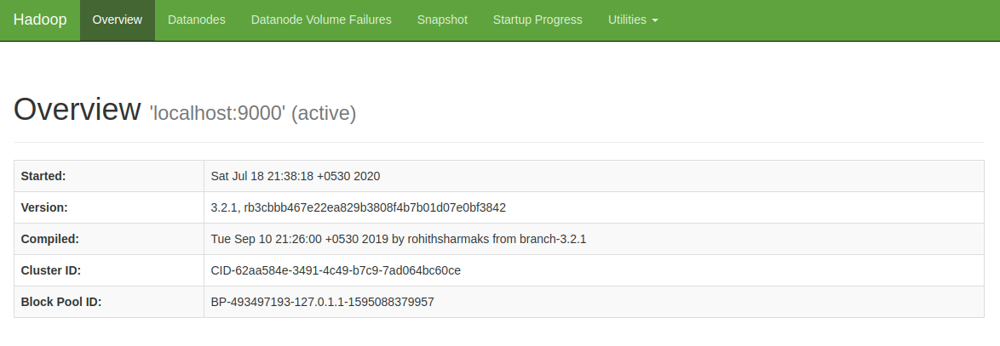 Hadoop Overview Datanodes Datanode Volume Failures Snapshot Startup Progress Utilities
Overview 'localhost:9000' (active)
Started: Sat Jul 18 21:38:18 +0530 2020
Version: 3.2.1, rb3cbbb467e22ea829b3808f4b7b01d07e0bf3842
Compiled: Tue Sep 10 21:26:00 +0530 2019 by rohithsharmaks from branch-3.2.1
Cluster ID: CID-62aa584e-3491-4c49-b7c9-7ad064bc60ce
Block Pool ID: BP-493497193-127.0.1.1-1595088379957